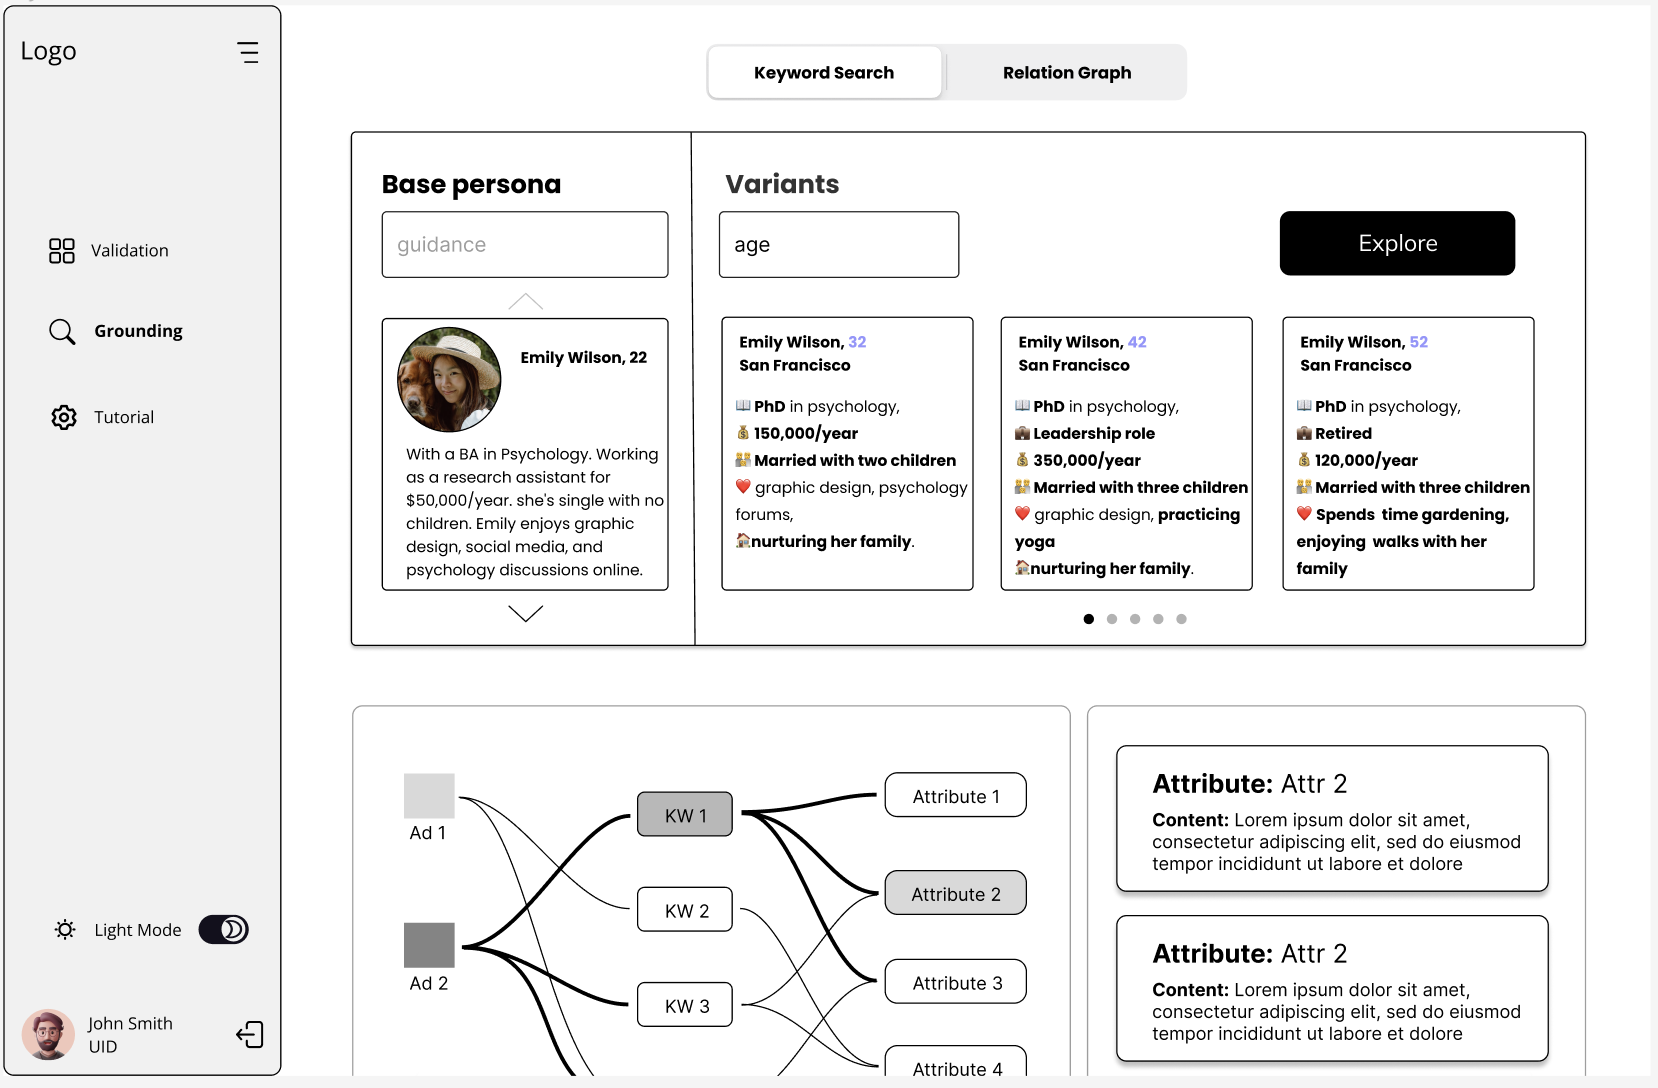 Logo
Validation
Grounding
Tutorial
Light Mode
John Smith
UID
Keyword Search
Relation Graph
Base persona
guidance
Emily Wilson, 22
With a BA in Psychology. Working
as a research assistant for
$50,000/year. she's single with no
children. Emily enjoys graphic
design, social media, and
psychology discussions online.
Variants
age
Explore
Emily Wilson, 32
San Francisco
PhD in psychology,
150,000/year
Married with two children
graphic design, psychology
forums,
nurturing her family.
Emily Wilson, 42
San Francisco
PhD in psychology,
Leadership role
350,000/year
Married with three children
graphic design, practicing
yoga
nurturing her family.
Emily Wilson, 52
San Francisco
PhD in psychology,
Retired
120,000/year
Married with three children
Spends time gardening,
enjoying walks with her
family
Ad 1
Ad 2
KW 1
KW 2
KW 3
Attribute 1
Attribute 2
Attribute 3
Attribute 4
Attribute: Attr 2
Content: Lorem ipsum dolor sit amet,
consectetur adipiscing elit, sed do eiusmod
tempor incididunt ut labore et dolore
Attribute: Attr 2
Content: Lorem ipsum dolor sit amet,
consectetur adipiscing elit, sed do eiusmod
tempor incididunt ut labore et dolore